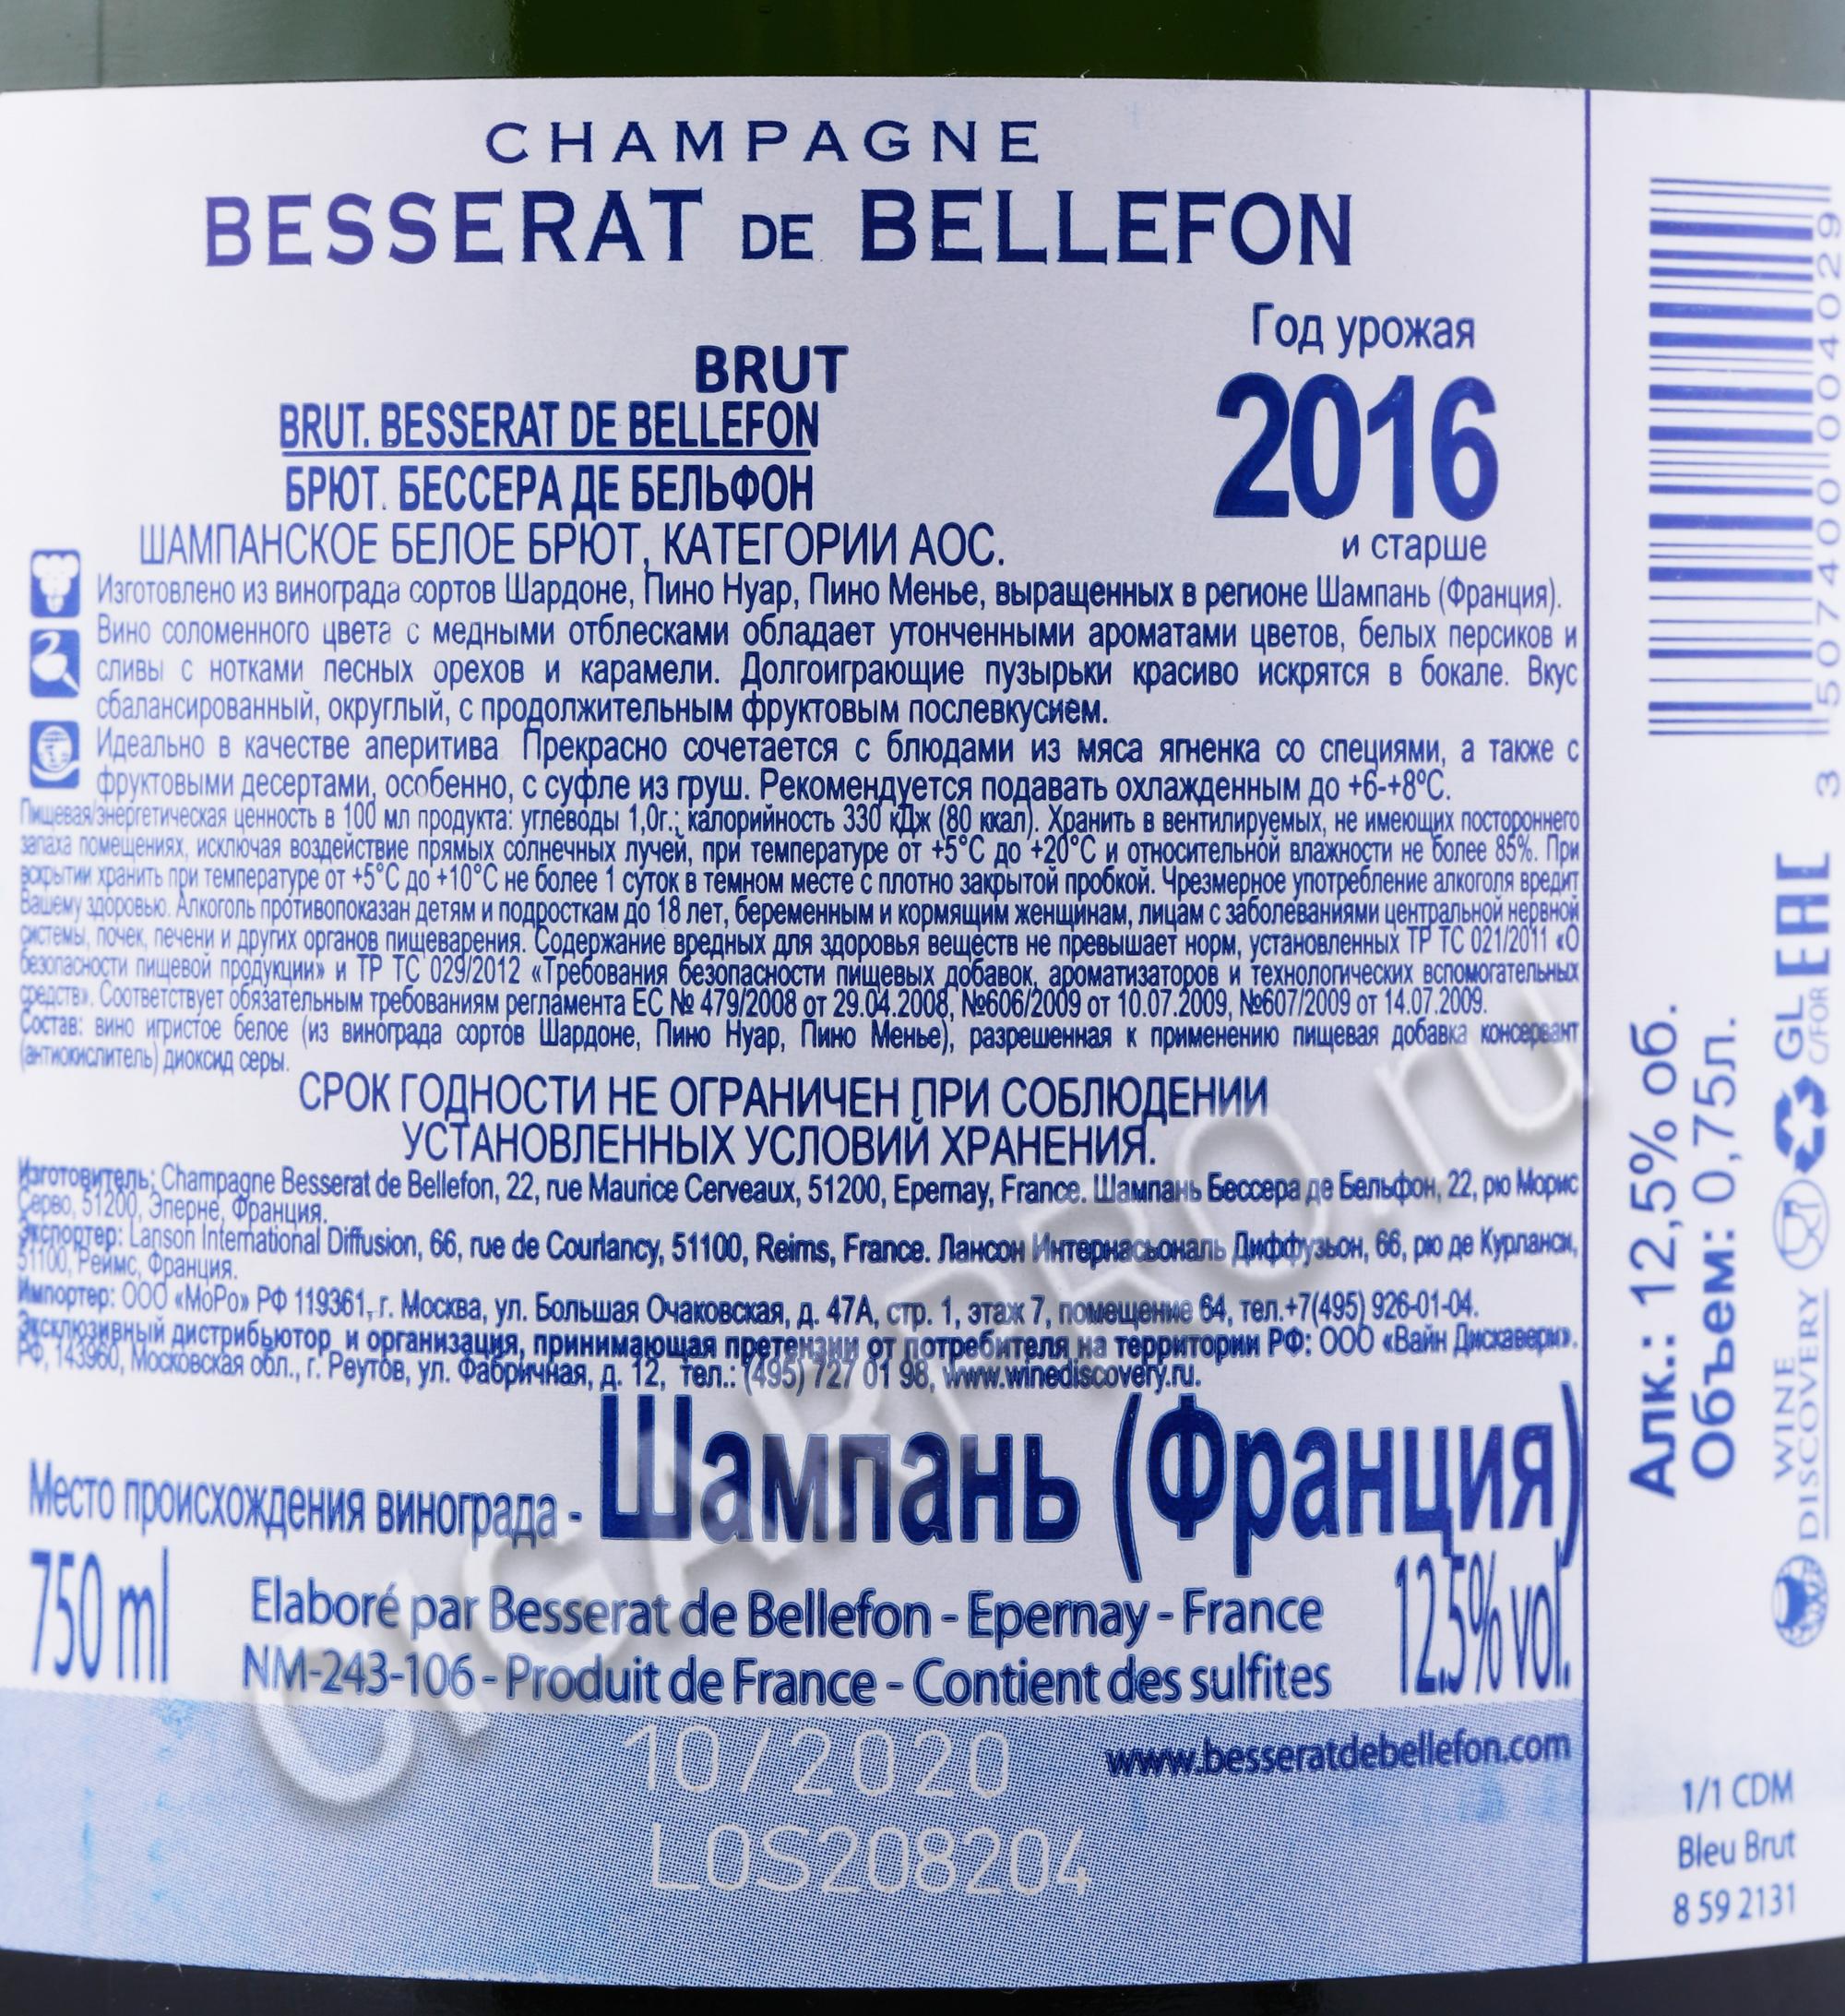 CHAMPAGNE
BESSERAT DE BELLEFON
Год урожая
2016
и старше
BRUT
BRUT. BESSERAT DE BELLEFON
БРЮТ. БЕССЕРА ДЕ БЕЛЬФОН
ШАМПАНСКОЕ БЕЛОЕ БРЮТ, КАТЕГОРИИ АОС.
Изготовлено из винограда сортов Шардоне, Пино Нуар, Пино Менье, выращенных в регионе Шампань (Франция).
Вино соломенного цвета с медными отблесками обладает утонченными ароматами цветов, белых персиков и
сливы с нотками лесных орехов и карамели. Долгоиграющие пузырьки красиво искрятся в бокале. Вкус
сбалансированный, округлый, с продолжительным фруктовым послевкусием.
Идеально в качестве аперитива Прекрасно сочетается с блюдами из мяса ягненка со специями, а также с
фруктовыми десертами, особенно, с суфле из груш. Рекомендуется подавать охлажденным до +6-+8ºС.
Пищевая/энергетическая ценность в 100 мл продукта: углеводы 1,0г.; калорийность 330 кДж (80 ккал). Хранить в вентилируемых, не имеющих постороннего
запаха помещениях, исключая воздействие прямых солнечных лучей, при температуре от +5°С до +20°С и относительной влажности не более 85%. При
вскрытии хранить при температуре от +5°С до +10°С не более 1 суток в темном месте с плотно закрытой пробкой. Чрезмерное употребление алкоголя вредит
Вашему здоровью. Алкоголь противопоказан детям и подросткам до 18 лет, беременным и кормящим женщинам, лицам с заболеваниями центральной нервной
системы, почек, печени и других органов пищеварения. Содержание вредных для здоровья веществ не превышает норм, установленных ТР ТС 021/2011 «О
безопасности пищевой продукции» и ТР ТС 029/2012 «Требования безопасности пищевых добавок, ароматизаторов и технологических вспомогательных
средств». Соответствует обязательным требованиям регламента ЕС № 479/2008 от 29.04.2008, №606/2009 от 10.07.2009, №607/2009 от 14.07.2009.
Состав: вино игристое белое (из винограда сортов Шардоне, Пино Нуар, Пино Менье), разрешенная к применению пищевая добавка консервант
(антиокислитель) диоксид серы.
СРОК ГОДНОСТИ НЕ ОГРАНИЧЕН ПРИ СОБЛЮДЕНИИ
УСТАНОВЛЕННЫХ УСЛОВИЙ ХРАНЕНИЯ.
Изготовитель: Champagne Besserat de Bellefon, 22, rue Maurice Cerveaux, 51200, Epernay, France. Шампань Бессера де Бельфон, 22, рю Морис
Серво, 51200, Эперне, Франция.
Экспортер: Lanson International Diffusion, 66, rue de Courlancy, 51100, Reims, France. Лансон Интернасьональ Диффузьон, 66, рю де Курланси,
51100, Реймс, Франция.
Импортер: ООО «МоРо» РФ 119361, г. Москва, ул. Большая Очаковская, д. 47А, стр. 1, этаж 7, помещение 64, тел.+7(495) 926-01-04.
Эксклюзивный дистрибьютор и организация, принимающая претензии от потребителя на территории РФ: ООО «Вайн Дискавери».
РФ, 143960, Московская обл., г. Реутов, ул. Фабричная, д. 12, тел.: (495) 727 01 98, www.winediscovery.ru.
Место происхождения винограда - Шампань (Франция)
750 ml
Elaboré par Besserat de Bellefon - Epernay - France
NM-243-106 - Produit de France - Contient des sulfites
12.5% vol.
10/2020
www.besseratdebellefon.com
L0S208204
3 507400 004029
EAC
GL
C/FOR
Алк.: 12,5% об.
Объем: 0,75л.
WINE
DISCOVERY
1/1 CDM
Bleu Brut
8 59 2131
CIGARPRO.ru